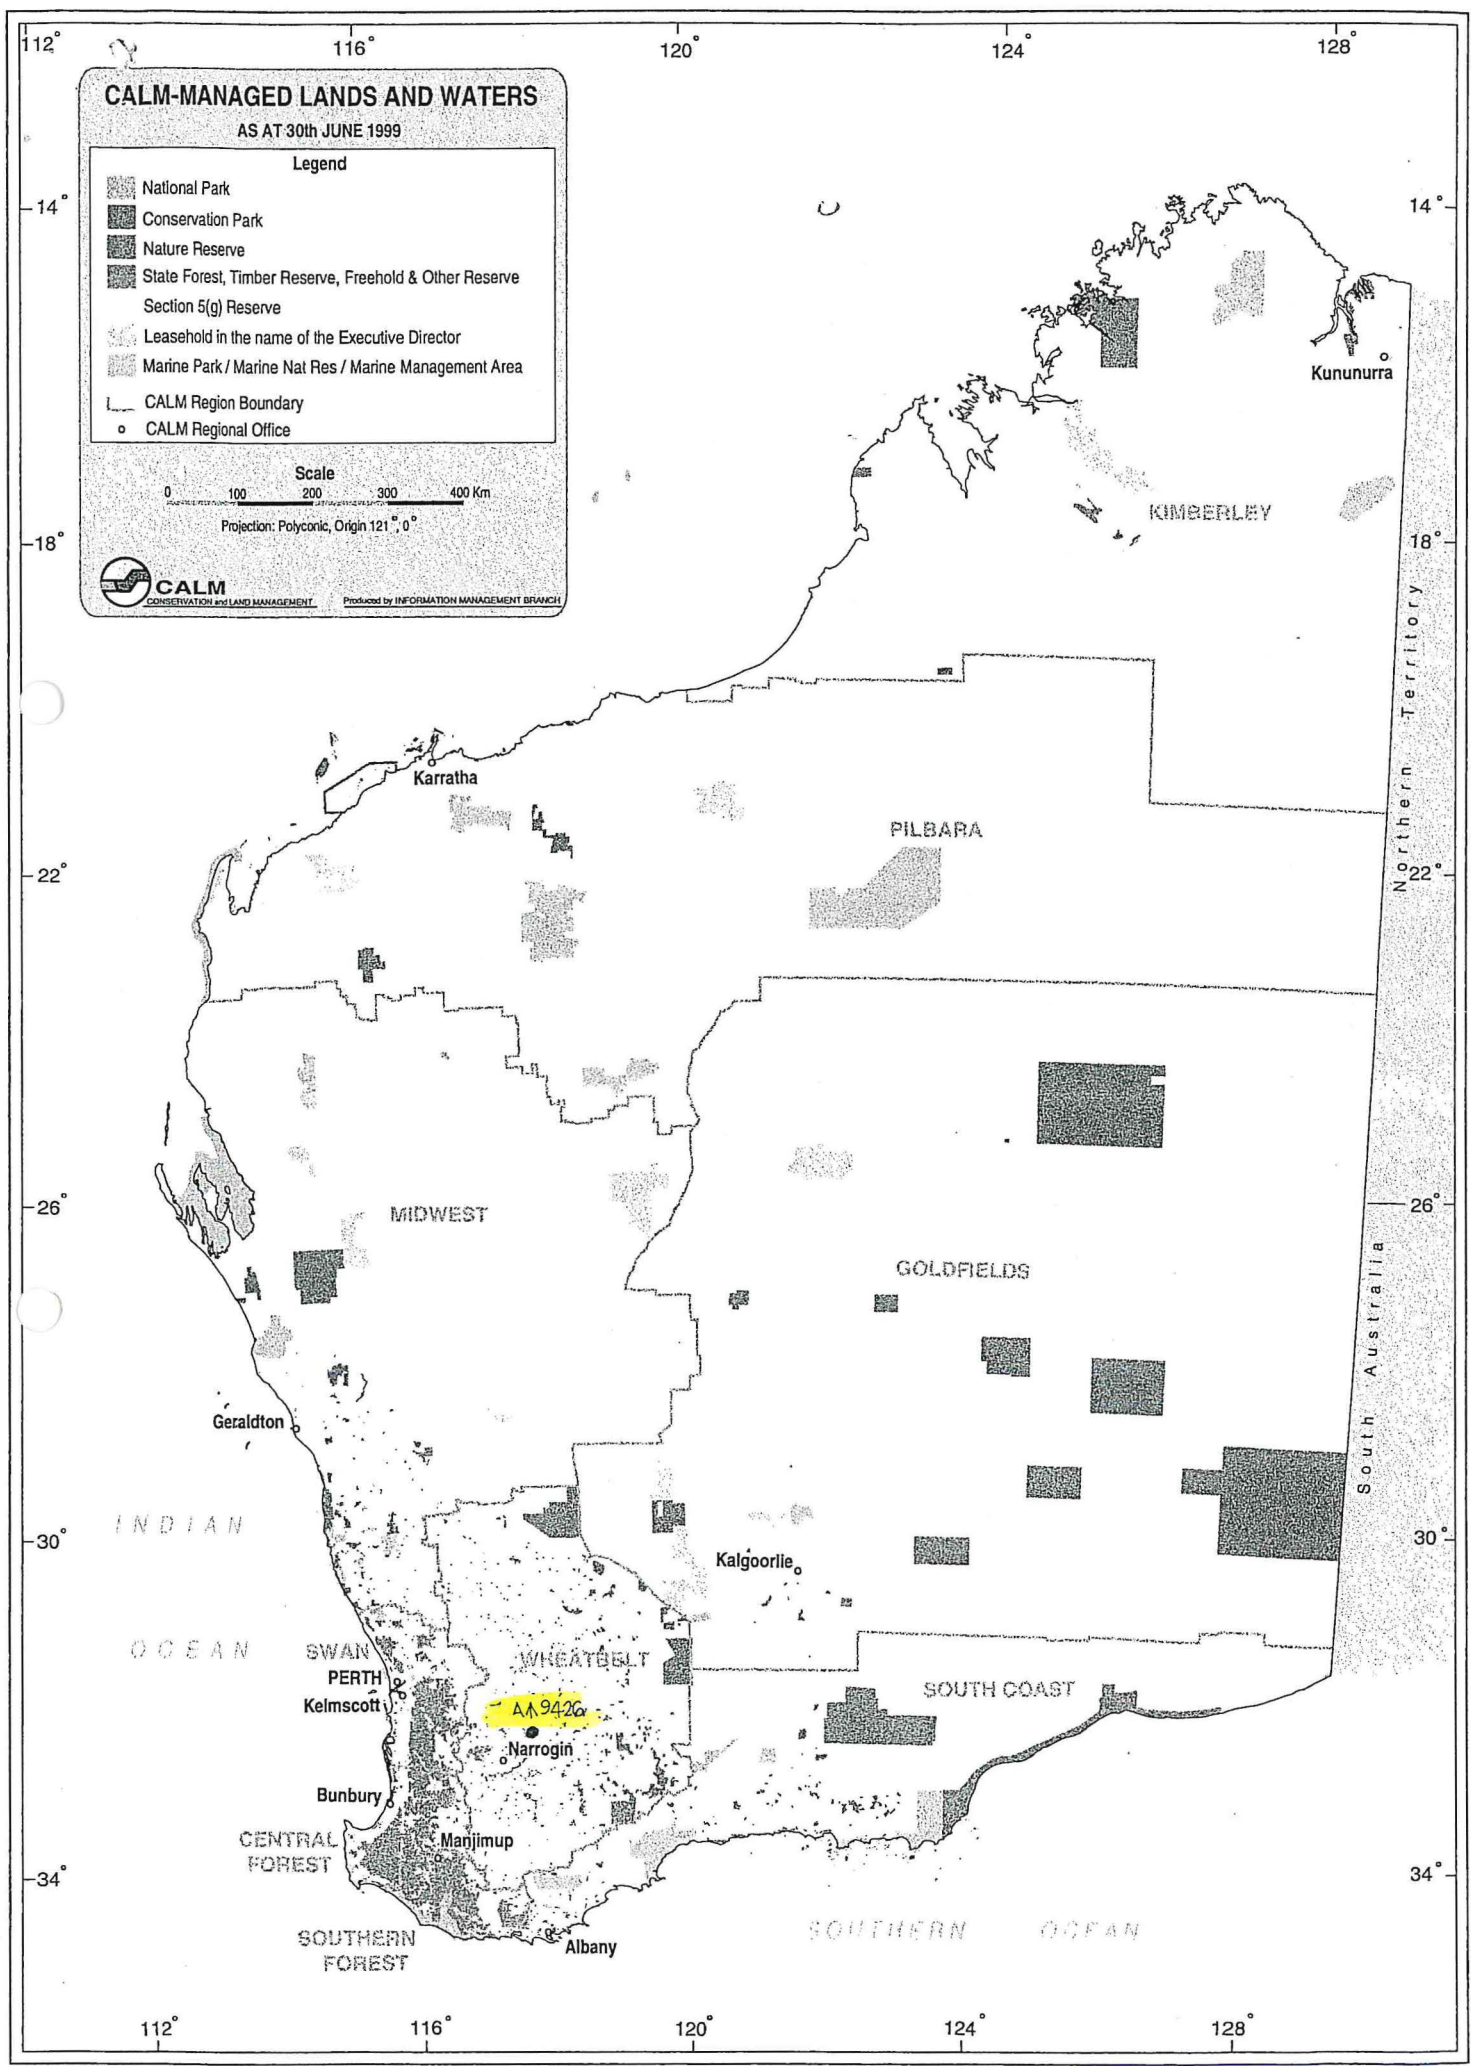 112° 116° 120° 124° 128°
CALM-MANAGED LANDS AND WATERS
AS AT 30th JUNE 1999
Legend
National Park
Conservation Park
Nature Reserve
State Forest, Timber Reserve, Freehold & Other Reserve
Section 5(g) Reserve
Leasehold in the name of the Executive Director
Marine Park / Marine Nat Res / Marine Management Area
CALM Region Boundary
CALM Regional Office
Scale
0 100 200 300 400 Km
Projection: Polyconic, Origin 121°, 0°
CALM
CONSERVATION and LAND MANAGEMENT
Produced by INFORMATION MANAGEMENT BRANCH
14° 14°
Kununurra
KIMBERLEY
18° 18°
Northern Territory
Karratha
PILBARA
22° 22°
26° 26°
MIDWEST
GOLDFIELDS
South Australia
Geraldton
INDIAN
30° 30°
Kalgoorlie
OCEAN
SWAN
WHEATBELT
PERTH
Kelmscott
SOUTH COAST
9426
Narrogin
Bunbury
CENTRAL
FOREST
Manjimup
34° 34°
SOUTHERN OCEAN
SOUTHERN
FOREST
Albany
112° 116° 120° 124° 128°